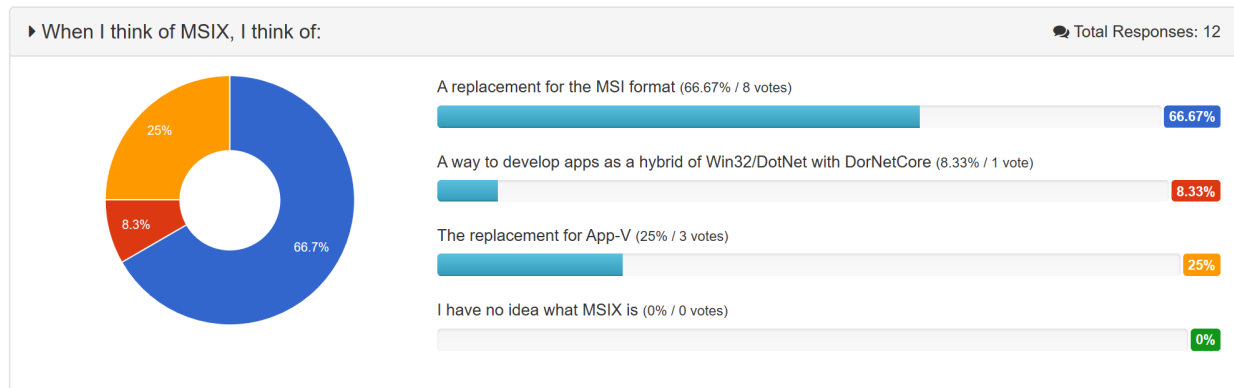 When I think of MSIX, I think of:
Total Responses: 12
A replacement for the MSI format (66.67% / 8 votes)
66.67%
A way to develop apps as a hybrid of Win32/DotNet with DorNetCore (8.33% / 1 vote)
8.33%
The replacement for App-V (25% / 3 votes)
25%
I have no idea what MSIX is (0% / 0 votes)
0%
25%
8.3%
66.7%